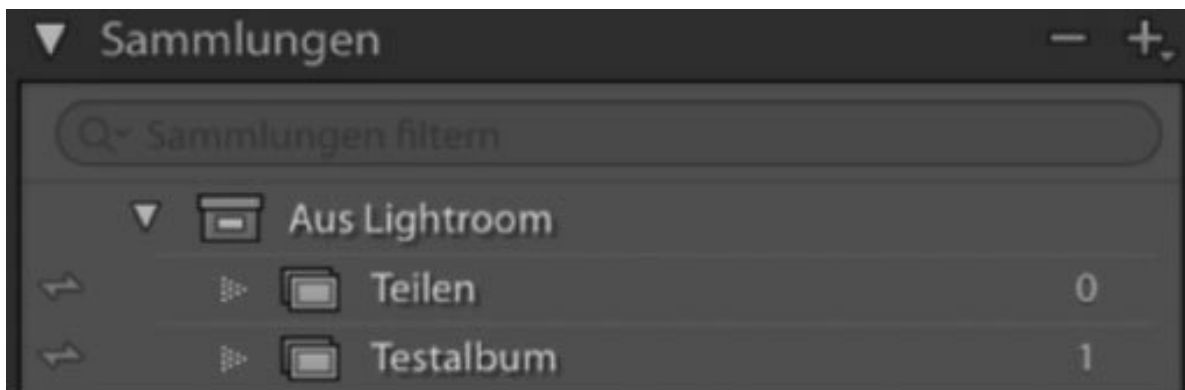 Sammlungen
Sammlungen filtern
Aus Lightroom
Teilen 0
Testalbum 1